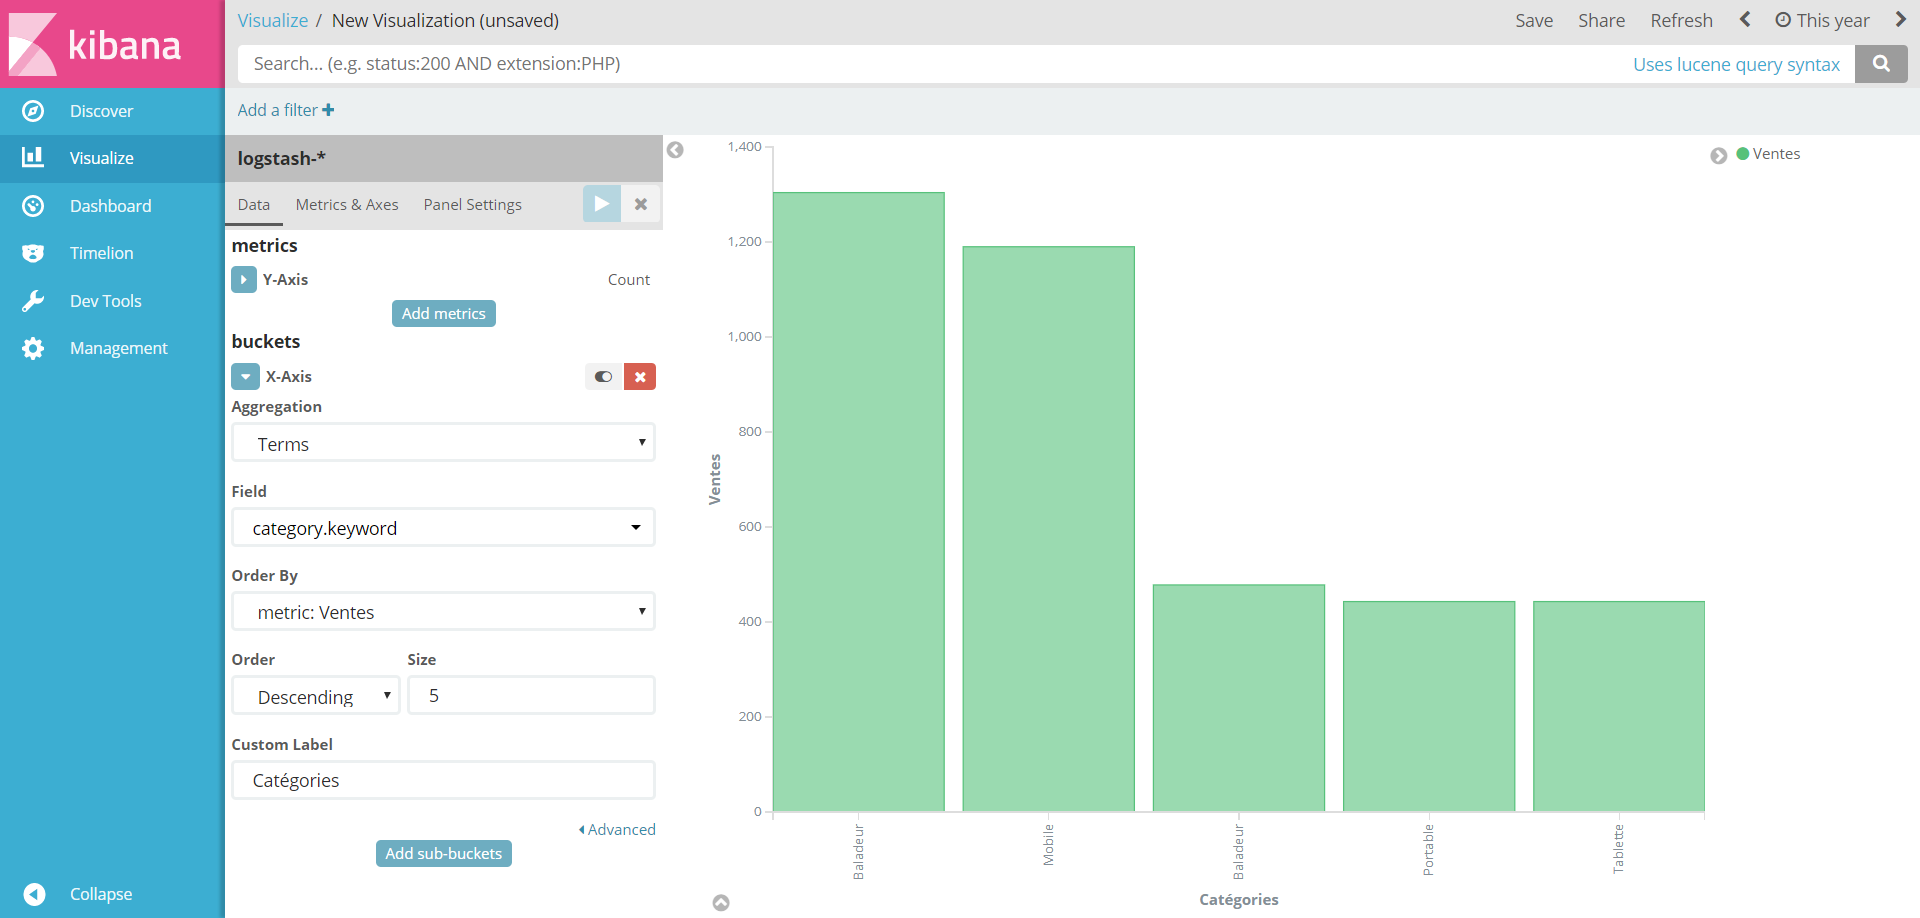 kibana
Discover
Visualize
Dashboard
Timelion
Dev Tools
Management
Collapse
Visualize / New Visualization (unsaved)
Save Share Refresh This year
Search... (e.g. status:200 AND extension:PHP)
Uses lucene query syntax
Add a filter
logstash-*
Data Metrics & Axes Panel Settings
metrics
Y-Axis Count
Add metrics
buckets
X-Axis
Aggregation
Terms
Field
category.keyword
Order By
metric: Ventes
Order Size
Descending 5
Custom Label
Catégories
Advanced
Add sub-buckets
Ventes
1,400
1,200
1,000
800
600
400
200
0
Ventes
Baladeur
Mobile
Baladeur
Portable
Tablette
Catégories